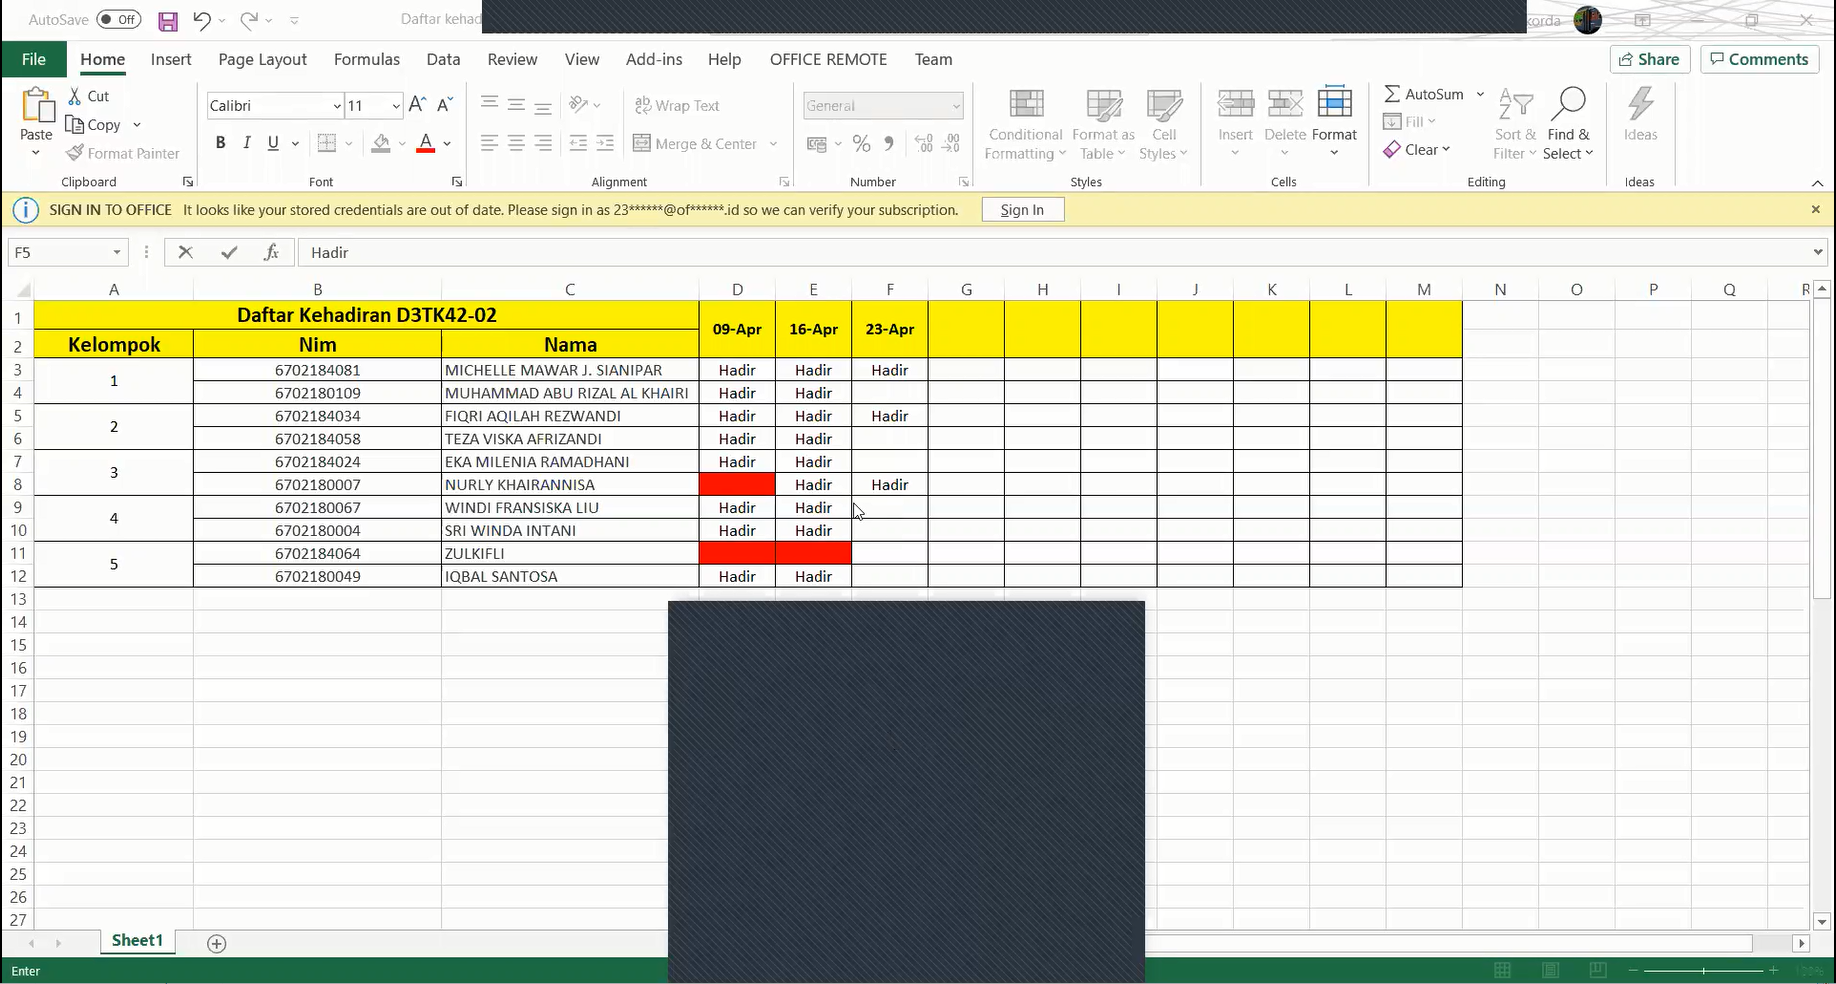 AutoSave Off Daftar kehad korda
File Home Insert Page Layout Formulas Data Review View Add-ins Help OFFICE REMOTE Team Share Comments
Paste Cut Copy Format Painter Clipboard
Calibri 11 B I U A Font
ab Wrap Text Merge & Center Alignment
General % Number
Conditional Formatting Format as Table Cell Styles Styles
Insert Delete Format Cells
AutoSum Fill Clear Sort & Filter Find & Select Editing
Ideas Ideas
SIGN IN TO OFFICE It looks like your stored credentials are out of date. Please sign in as 23******@of******.id so we can verify your subscription. Sign In
F5 fx Hadir
A B C D E F G H I J K L M N O P Q R
1 Daftar Kehadiran D3TK42-02 09-Apr 16-Apr 23-Apr
2 Kelompok Nim Nama
3 1 6702184081 MICHELLE MAWAR J. SIANIPAR Hadir Hadir Hadir
4 6702180109 MUHAMMAD ABU RIZAL AL KHAIRI Hadir Hadir
5 2 6702184034 FIQRI AQILAH REZWANDI Hadir Hadir Hadir
6 6702184058 TEZA VISKA AFRIZANDI Hadir Hadir
7 3 6702184024 EKA MILENIA RAMADHANI Hadir Hadir
8 6702180007 NURLY KHAIRANNISA Hadir Hadir
9 4 6702180067 WINDI FRANSISKA LIU Hadir Hadir
10 6702180004 SRI WINDA INTANI Hadir Hadir
11 5 6702184064 ZULKIFLI
12 6702180049 IQBAL SANTOSA Hadir Hadir
13
14
15
16
17
18
19
20
21
22
23
24
25
26
27
Sheet1
Enter